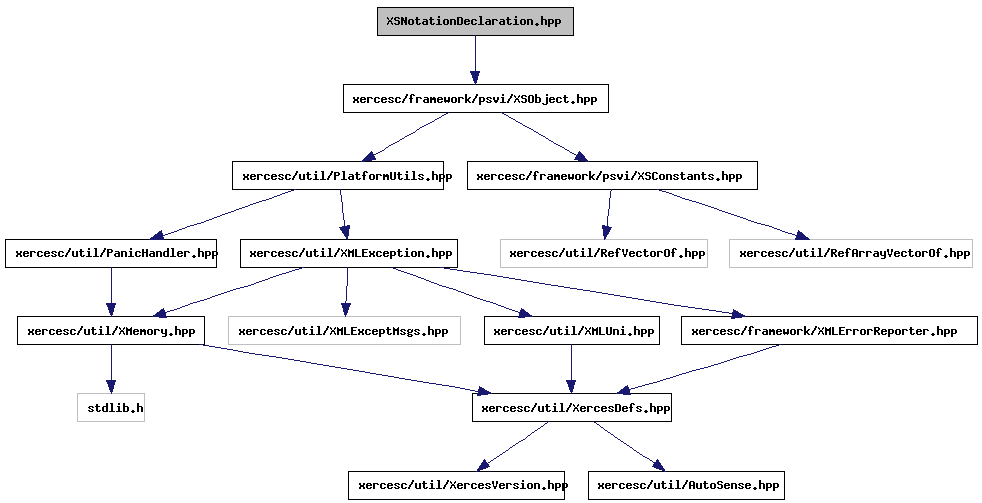 XSNotationDeclaration.hpp
xercesc/framework/psvi/XSObject.hpp
xercesc/util/PlatformUtils.hpp
xercesc/framework/psvi/XSConstants.hpp
xercesc/util/PanicHandler.hpp
xercesc/util/XMLException.hpp
xercesc/util/RefVectorOf.hpp
xercesc/util/RefArrayVectorOf.hpp
xercesc/util/XMemory.hpp
xercesc/util/XMLExceptMsgs.hpp
xercesc/util/XMLUni.hpp
xercesc/framework/XMLErrorReporter.hpp
stdlib.h
xercesc/util/XercesDefs.hpp
xercesc/util/XercesVersion.hpp
xercesc/util/AutoSense.hpp